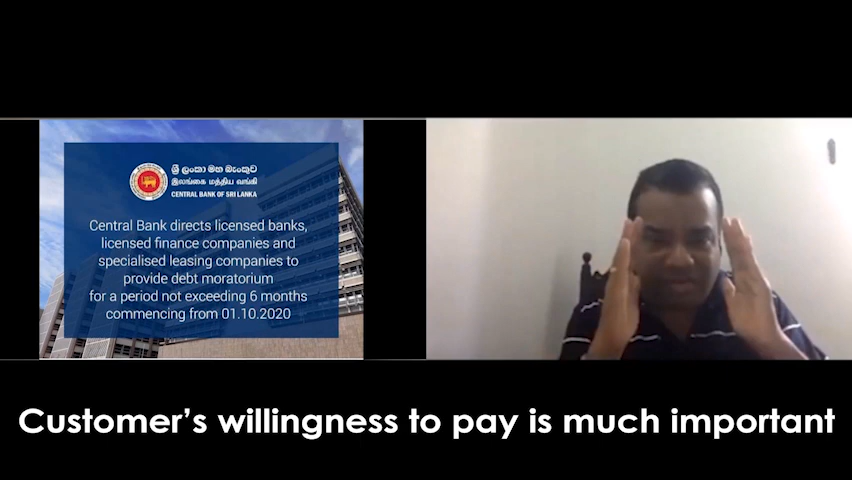 ශ්‍රී ලංකා මහ බැංකුව
இலங்கை மத்திய வங்கி
CENTRAL BANK OF SRI LANKA
Central Bank directs licensed banks,
licensed finance companies and
specialised leasing companies to
provide debt moratorium
for a period not exceeding 6 months
commencing from 01.10.2020
Customer’s willingness to pay is much important